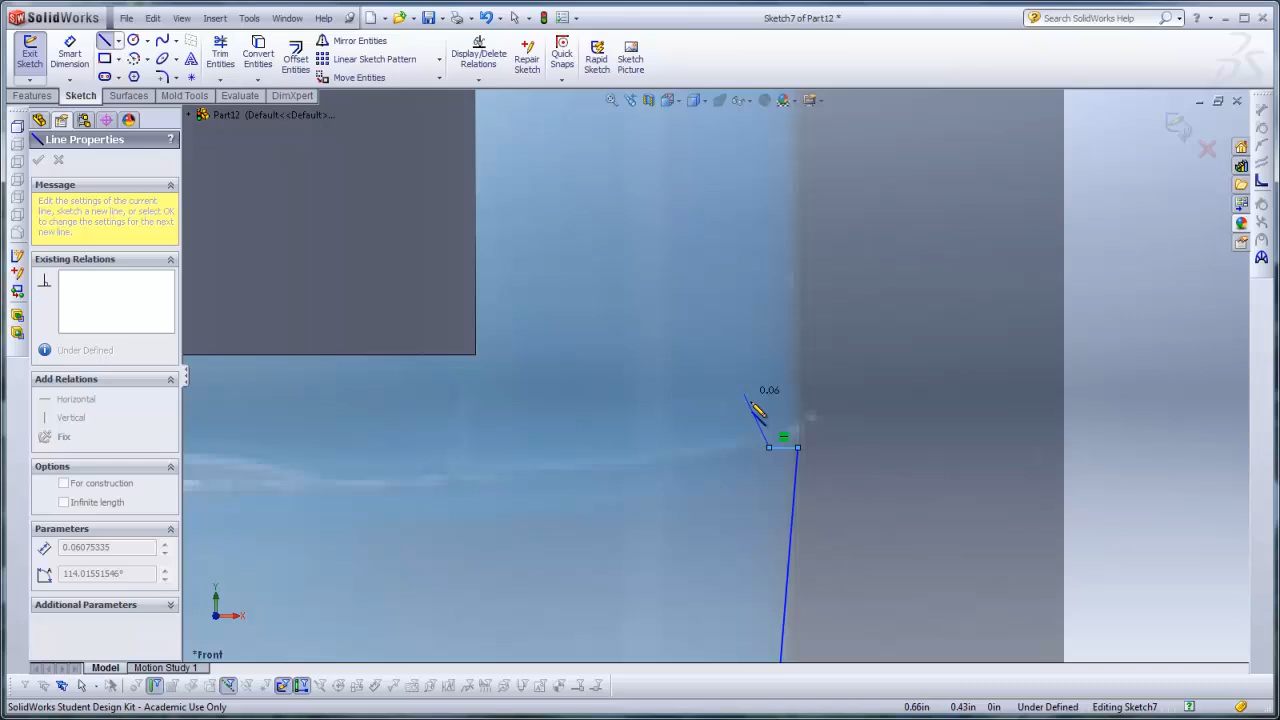 SolidWorks File Edit View Insert Tools Window Help Sketch7 of Part12 * Search SolidWorks Help
Exit Sketch
Smart Dimension
Trim Entities
Convert Entities
Offset Entities
Mirror Entities
Linear Sketch Pattern
Move Entities
Display/Delete Relations
Repair Sketch
Quick Snaps
Rapid Sketch
Sketch Picture
Features Sketch Surfaces Mold Tools Evaluate DimXpert
Part12 (Default<<Default>...
Line Properties ?
Message
Edit the settings of the current
line, sketch a new line, or select OK
to change the settings for the next
new line.
Existing Relations
Under Defined
Add Relations
Horizontal
Vertical
Fix
Options
For construction
Infinite length
Parameters
0.06075335
114.01551546°
Additional Parameters
0.06
Y
X
*Front
Model Motion Study 1
SolidWorks Student Design Kit - Academic Use Only 0.66in 0.43in 0in Under Defined Editing Sketch7